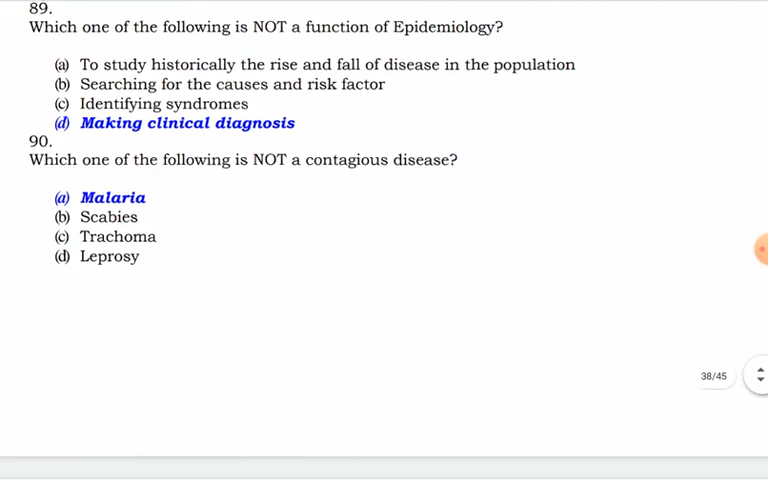 89.
Which one of the following is NOT a function of Epidemiology?
(a) To study historically the rise and fall of disease in the population
(b) Searching for the causes and risk factor
(c) Identifying syndromes
(d) Making clinical diagnosis
90.
Which one of the following is NOT a contagious disease?
(a) Malaria
(b) Scabies
(c) Trachoma
(d) Leprosy
38/45